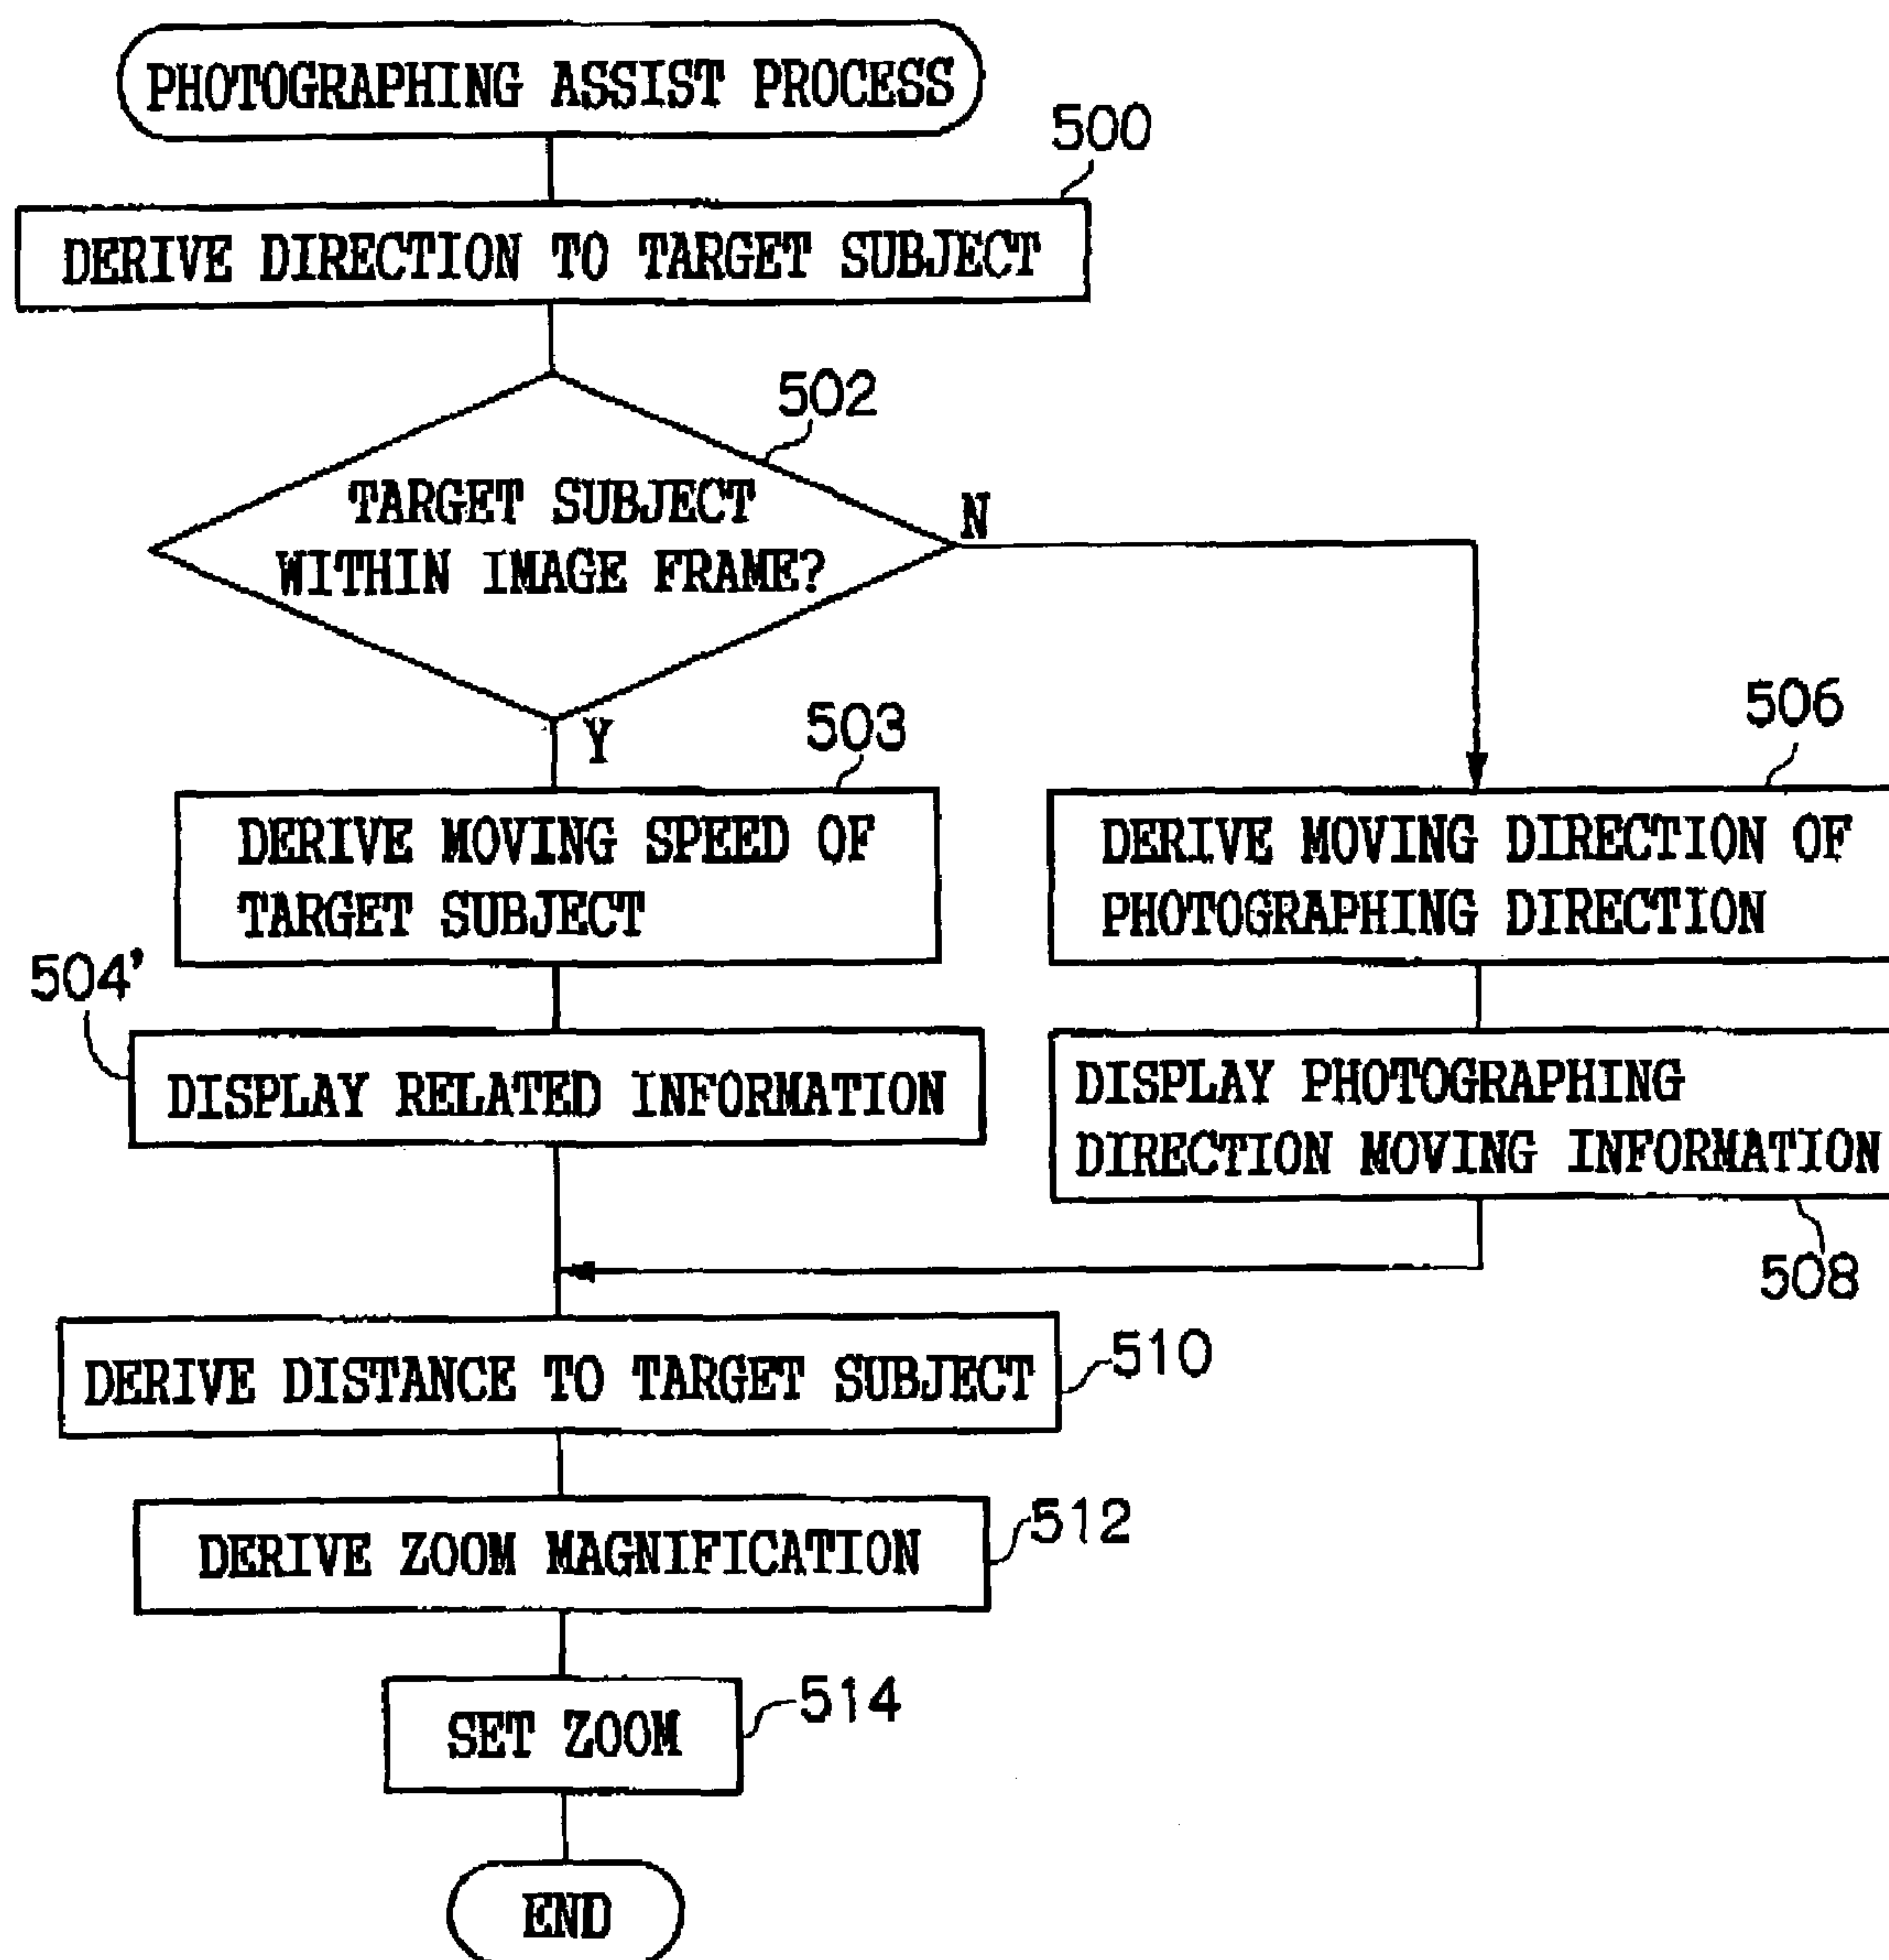 PHOTOGRAPHING ASSIST PROCESS
500
DERIVE DIRECTION TO TARGET SUBJECT
502
TARGET SUBJECT
WITHIN IMAGE FRAME?
N
Y
503
DERIVE MOVING SPEED OF
TARGET SUBJECT
506
DERIVE MOVING DIRECTION OF
PHOTOGRAPHING DIRECTION
504'
DISPLAY RELATED INFORMATION
DISPLAY PHOTOGRAPHING
DIRECTION MOVING INFORMATION
508
DERIVE DISTANCE TO TARGET SUBJECT
510
DERIVE ZOOM MAGNIFICATION
512
SET ZOOM
514
END